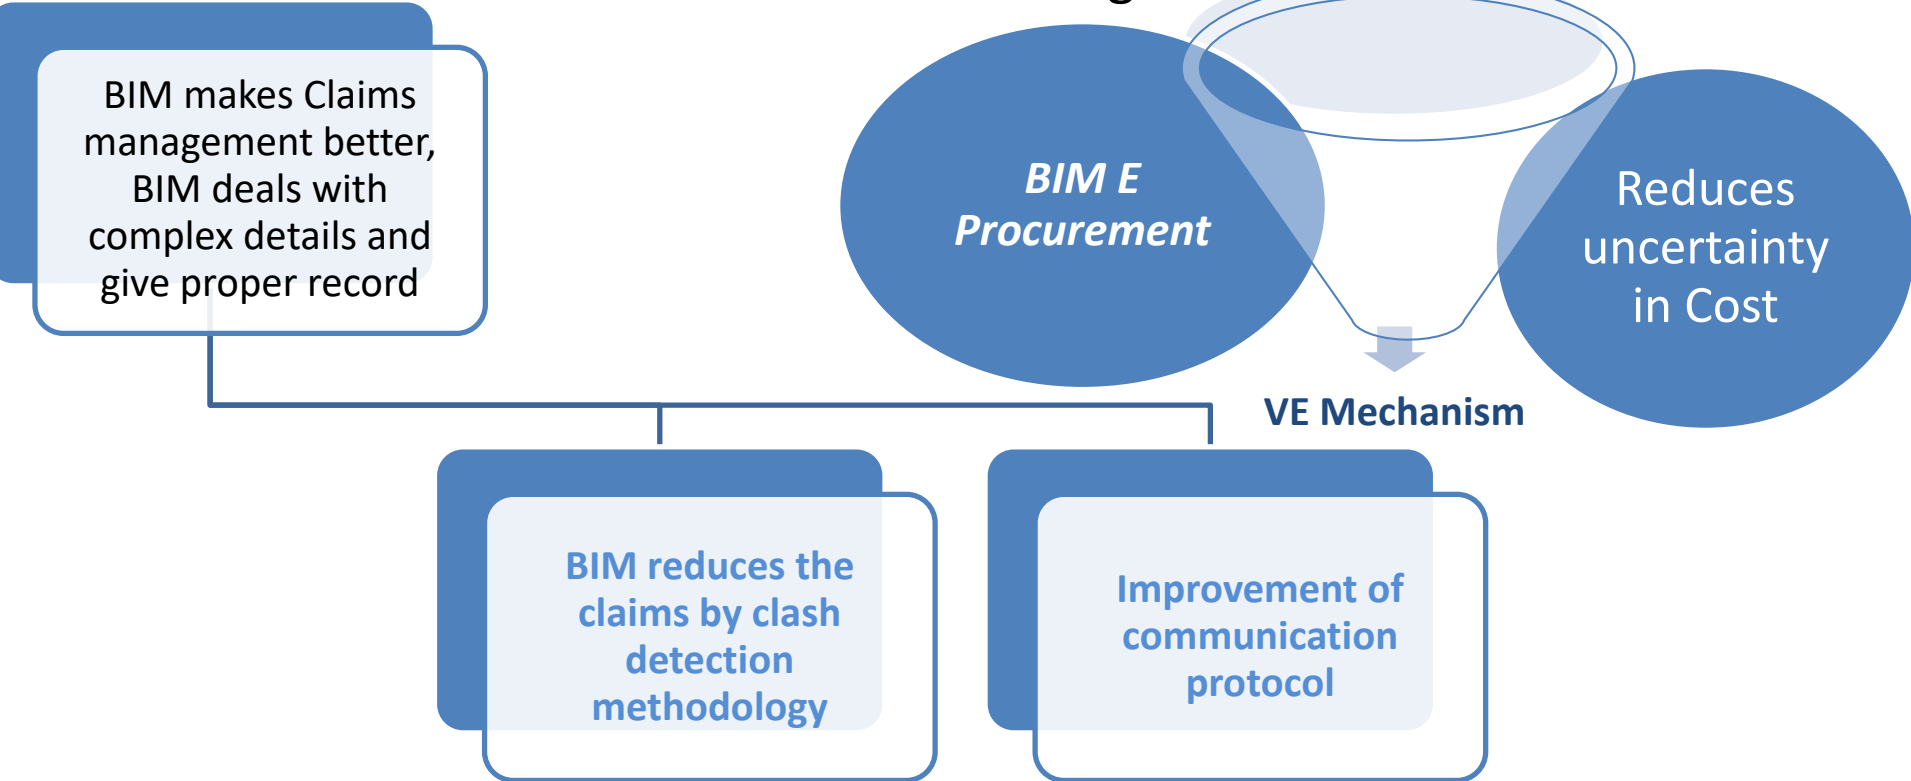 BIM makes Claims
management better,
BIM deals with
complex details and
give proper record
BIM E
Procurement
Reduces
uncertainty
in Cost
VE Mechanism
BIM reduces the
claims by clash
detection
methodology
Improvement of
communication
protocol